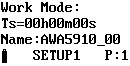 Work Mode:
Ts=00h00m00s
Name:AWA5910_00
SETUP1 P:1